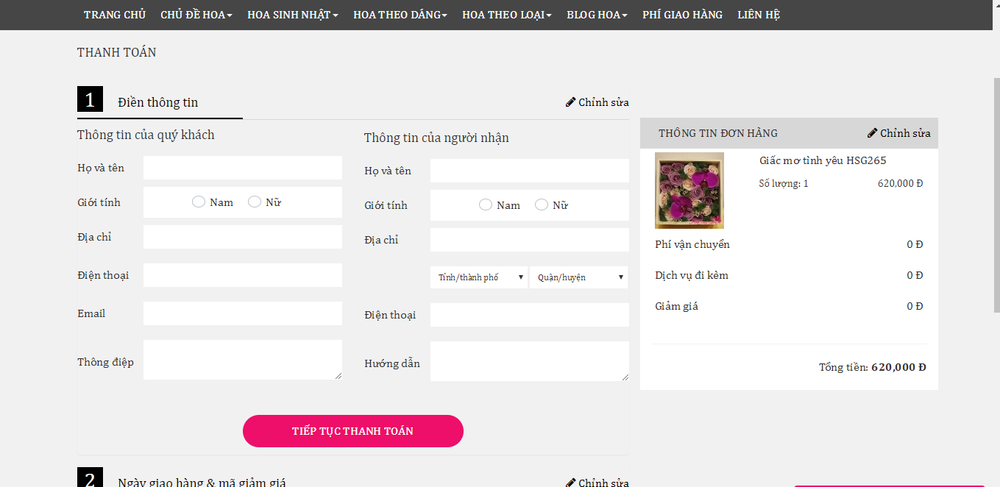 TRANG CHỦ CHỦ ĐỀ HOA HOA SINH NHẬT HOA THEO DÁNG HOA THEO LOẠI BLOG HOA PHÍ GIAO HÀNG LIÊN HỆ
THANH TOÁN
1 Điền thông tin Chỉnh sửa
Thông tin của quý khách
Họ và tên
Giới tính Nam Nữ
Địa chỉ
Điện thoại
Email
Thông điệp
Thông tin của người nhận
Họ và tên
Giới tính Nam Nữ
Địa chỉ
Tỉnh/thành phố Quận/huyện
Điện thoại
Hướng dẫn
TIẾP TỤC THANH TOÁN
2 Ngày giao hàng & mã giảm giá Chỉnh sửa
THÔNG TIN ĐƠN HÀNG Chỉnh sửa
Giấc mơ tình yêu HSG265
Số lượng: 1 620,000 Đ
Phí vận chuyển 0 Đ
Dịch vụ đi kèm 0 Đ
Giảm giá 0 Đ
Tổng tiền: 620,000 Đ